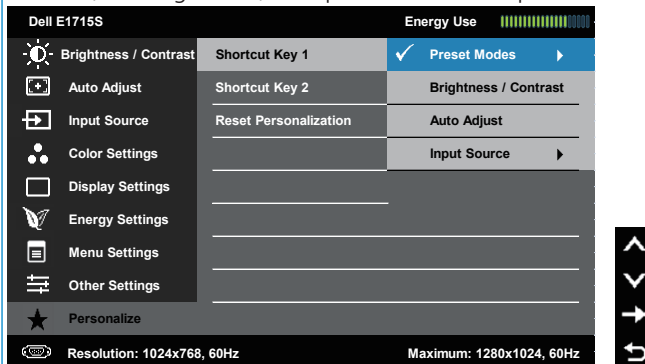 Dell E1715S Energy Use
Brightness / Contrast Shortcut Key 1 Preset Modes
Auto Adjust Shortcut Key 2 Brightness / Contrast
Input Source Reset Personalization Auto Adjust
Color Settings Input Source
Display Settings
Energy Settings
Menu Settings
Other Settings
Personalize
Resolution: 1024x768, 60Hz Maximum: 1280x1024, 60Hz